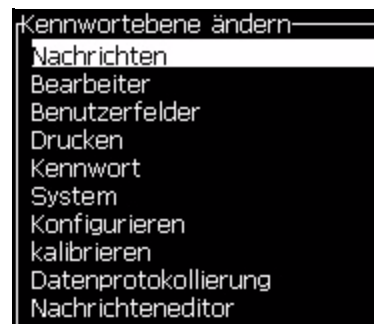 Kennwortebene ändern
Nachrichten
Bearbeiter
Benutzerfelder
Drucken
Kennwort
System
Konfigurieren
kalibrieren
Datenprotokollierung
Nachrichteneditor